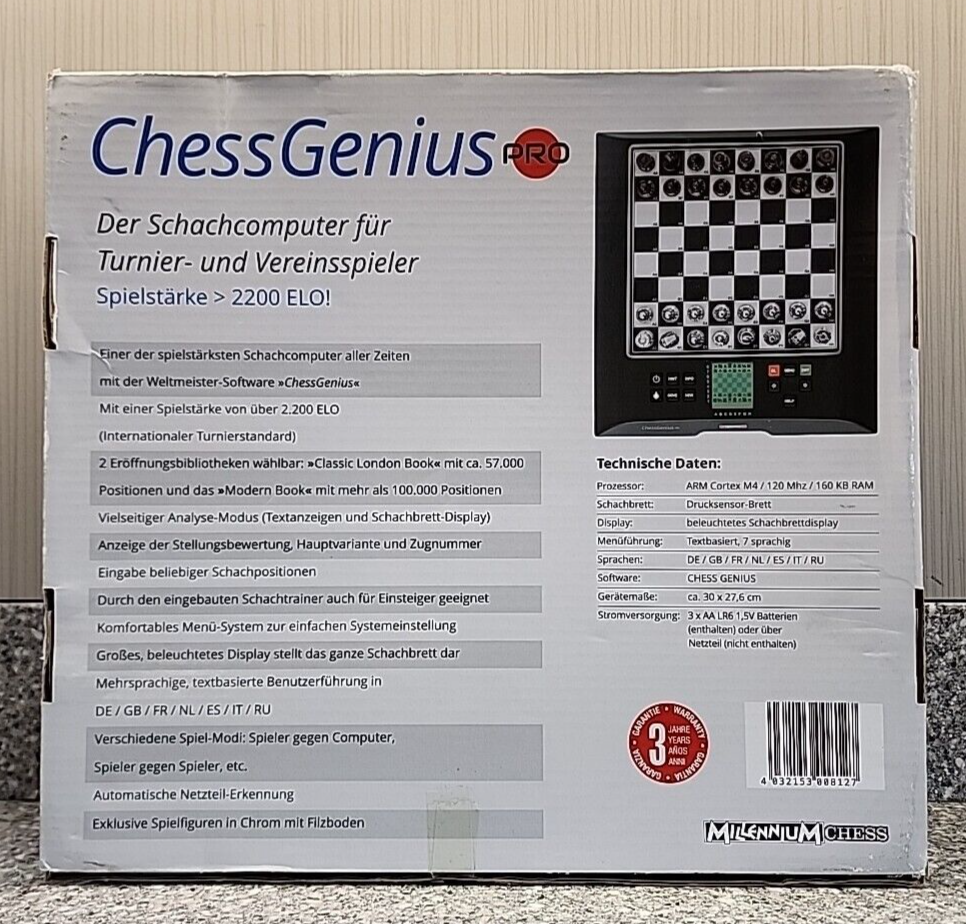 ChessGenius PRO
Der Schachcomputer für
Turnier- und Vereinsspieler
Spielstärke > 2200 ELO!
Einer der spielstärksten Schachcomputer aller Zeiten
mit der Weltmeister-Software »ChessGenius«
Mit einer Spielstärke von über 2.200 ELO
(Internationaler Turnierstandard)
2 Eröffnungsbibliotheken wählbar: »Classic London Book« mit ca. 57.000
Positionen und das »Modern Book« mit mehr als 100.000 Positionen
Vielseitiger Analyse-Modus (Textanzeigen und Schachbrett-Display)
Anzeige der Stellungsbewertung, Hauptvariante und Zugnummer
Eingabe beliebiger Schachpositionen
Durch den eingebauten Schachtrainer auch für Einsteiger geeignet
Komfortables Menü-System zur einfachen Systemeinstellung
Großes, beleuchtetes Display stellt das ganze Schachbrett dar
Mehrsprachige, textbasierte Benutzerführung in
DE / GB / FR / NL / ES / IT / RU
Verschiedene Spiel-Modi: Spieler gegen Computer,
Spieler gegen Spieler, etc.
Automatische Netzteil-Erkennung
Exklusive Spielfiguren in Chrom mit Filzboden
Technische Daten:
Prozessor: ARM Cortex M4 / 120 Mhz / 160 KB RAM
Schachbrett: Drucksensor-Brett
Display: beleuchtetes Schachbrettdisplay
Menüführung: Textbasiert, 7 sprachig
Sprachen: DE / GB / FR / NL / ES / IT / RU
Software: CHESS GENIUS
Gerätemaße: ca. 30 x 27,6 cm
Stromversorgung: 3 x AA LR6 1,5V Batterien
(enthalten) oder über
Netzteil (nicht enthalten)
GARANTIE • WARRANTY • GARANTIA • GARANZIA
3 JAHRE
YEARS
AÑOS
ANNI
4 032153 008127
MILLENNIUM CHESS